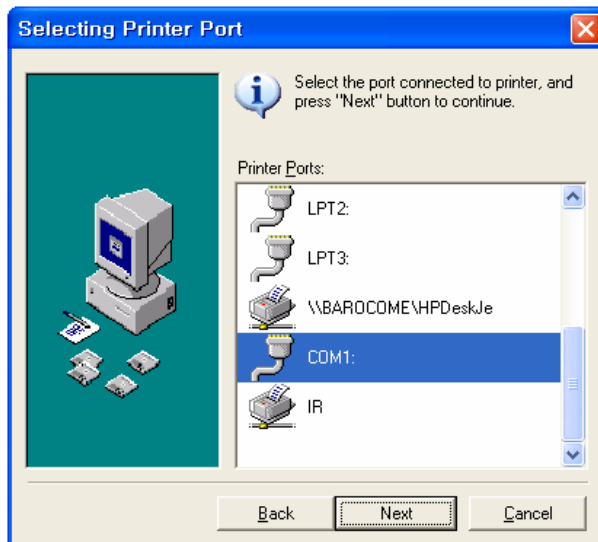 Selecting Printer Port
Select the port connected to printer, and
press "Next" button to continue.
Printer Ports:
LPT2:
LPT3:
\\BAROCOME\HPDeskJe
COM1:
IR
Back
Next
Cancel